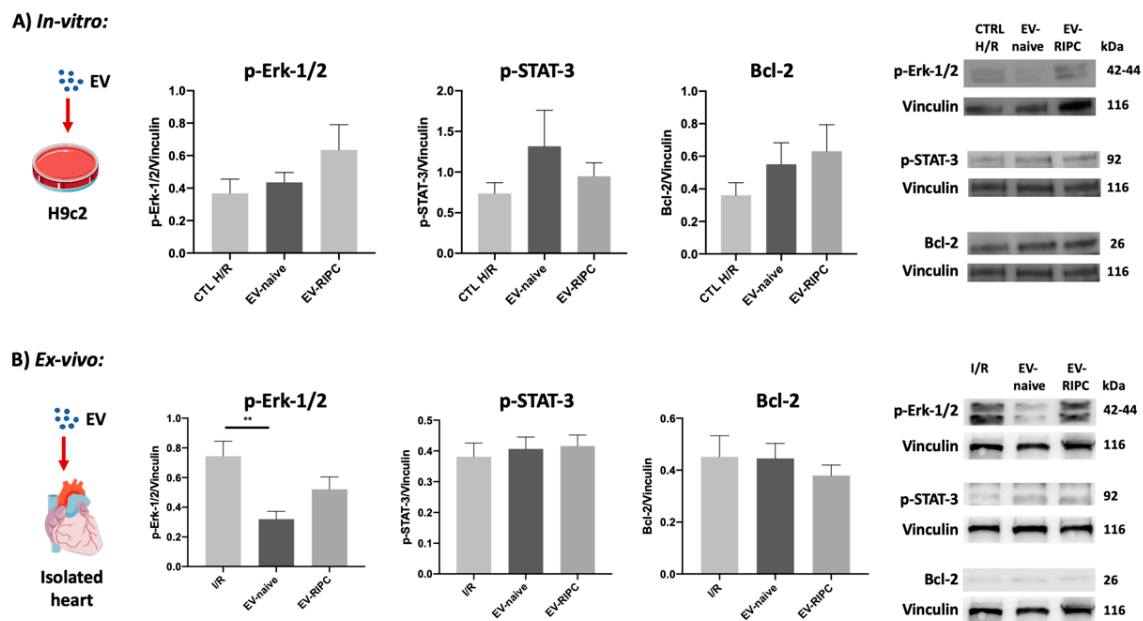 A) In-vitro:
EV
H9c2
p-Erk-1/2
p-Erk-1/2/Vinculin
1.0
0.8
0.6
0.4
0.2
0.0
CTL H/R
EV-naive
EV-RIPC
p-STAT-3
p-STAT-3/Vinculin
2.0
1.5
1.0
0.5
0.0
CTL H/R
EV-naive
EV-RIPC
Bcl-2
Bcl-2/Vinculin
1.0
0.8
0.6
0.4
0.2
0.0
CTL H/R
EV-naive
EV-RIPC
CTRL H/R
EV-naive
EV-RIPC
kDa
p-Erk-1/2 42-44
Vinculin 116
p-STAT-3 92
Vinculin 116
Bcl-2 26
Vinculin 116
B) Ex-vivo:
EV
Isolated
heart
p-Erk-1/2
p-Erk-1/2/Vinculin
1.0
0.8
0.6
0.4
0.2
0.0
**
I/R
EV-naive
EV-RIPC
p-STAT-3
p-STAT-3/Vinculin
0.5
0.4
0.3
0.2
0.1
0.0
I/R
EV-naive
EV-RIPC
Bcl-2
Bcl-2/Vinculin
0.6
0.4
0.2
0.0
I/R
EV-naive
EV-RIPC
I/R
EV-naive
EV-RIPC
kDa
p-Erk-1/2 42-44
Vinculin 116
p-STAT-3 92
Vinculin 116
Bcl-2 26
Vinculin 116